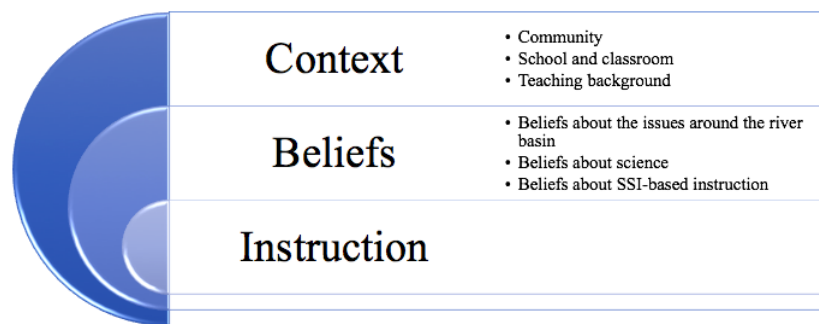 Context
• Community
• School and classroom
• Teaching background
Beliefs
• Beliefs about the issues around the river
basin
• Beliefs about science
• Beliefs about SSI-based instruction
Instruction